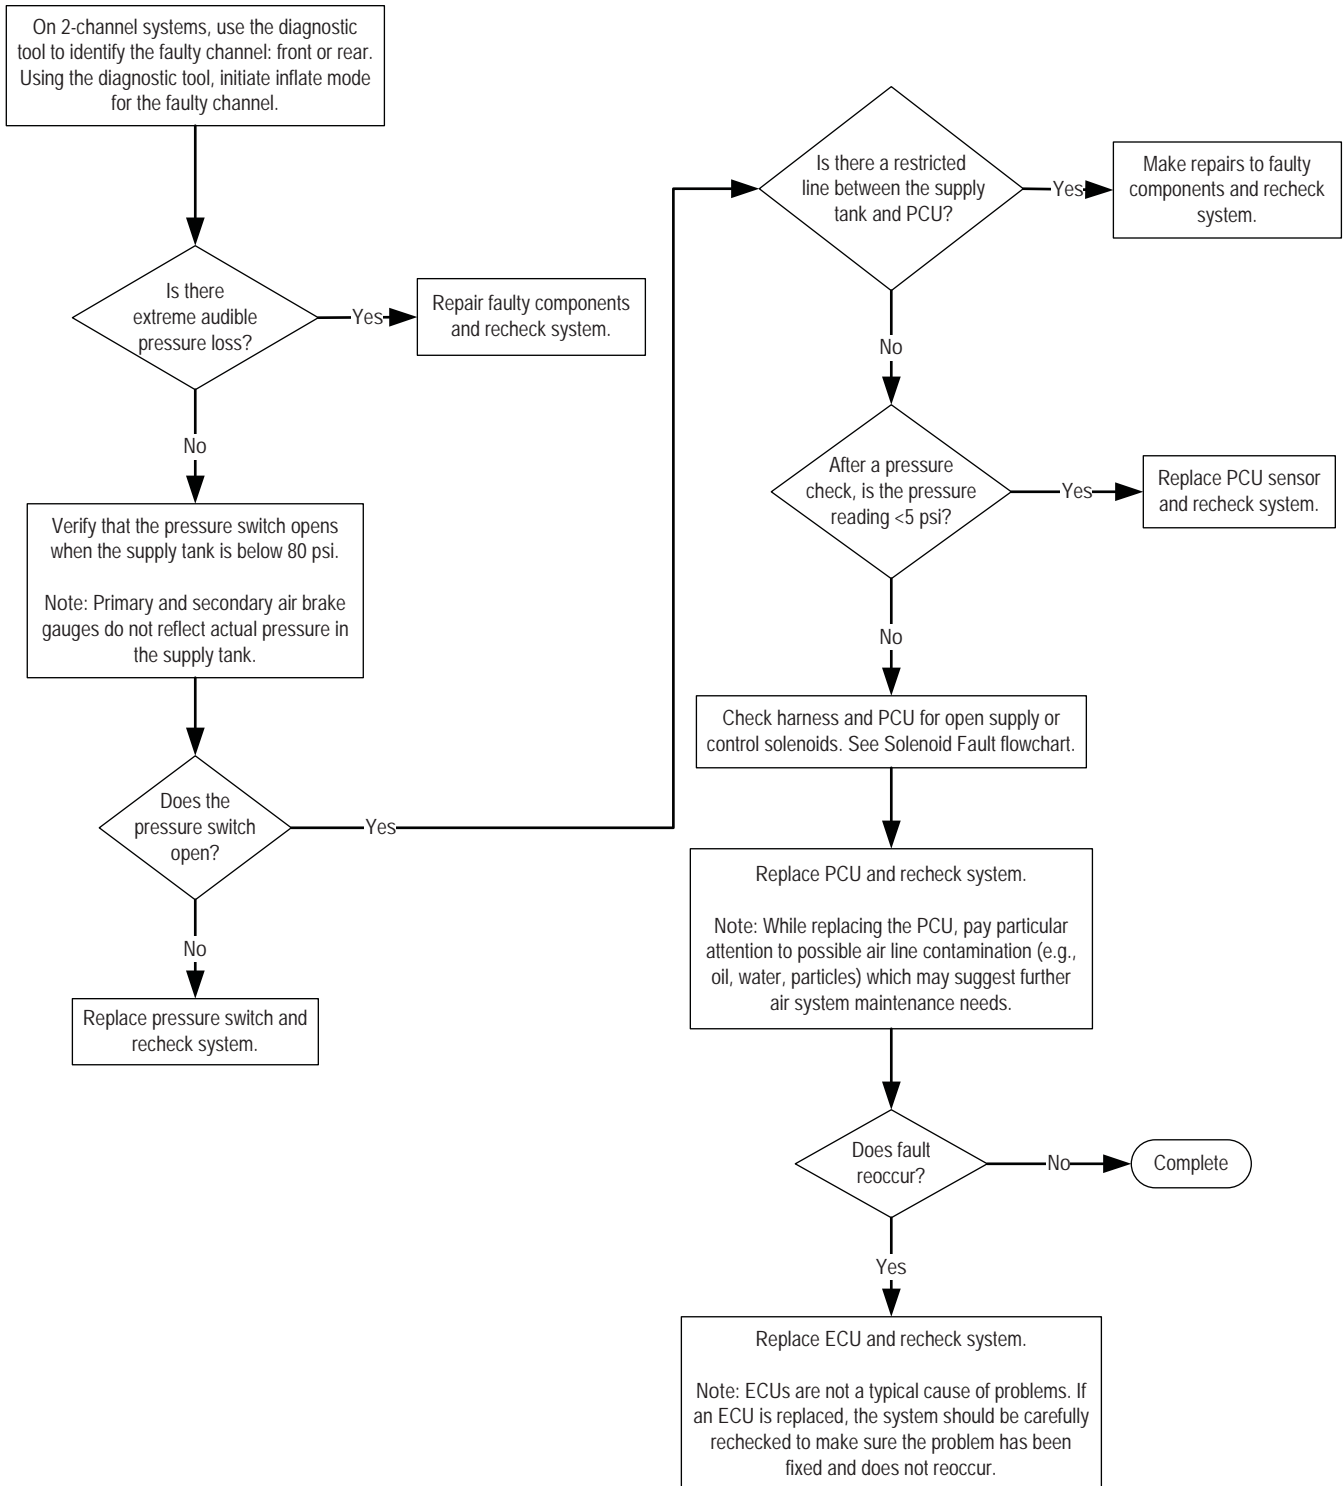 On 2-channel systems, use the diagnostic
tool to identify the faulty channel: front or rear.
Using the diagnostic tool, initiate inflate mode
for the faulty channel.
Is there
extreme audible
pressure loss?
Yes
Repair faulty components
and recheck system.
No
Verify that the pressure switch opens
when the supply tank is below 80 psi.
Note: Primary and secondary air brake
gauges do not reflect actual pressure in
the supply tank.
Does the
pressure switch
open?
Yes
No
Replace pressure switch and
recheck system.
Is there a restricted
line between the supply
tank and PCU?
Yes
Make repairs to faulty
components and recheck
system.
No
After a pressure
check, is the pressure
reading <5 psi?
Yes
Replace PCU sensor
and recheck system.
No
Check harness and PCU for open supply or
control solenoids. See Solenoid Fault flowchart.
Replace PCU and recheck system.
Note: While replacing the PCU, pay particular
attention to possible air line contamination (e.g.,
oil, water, particles) which may suggest further
air system maintenance needs.
Does fault
reoccur?
No
Complete
Yes
Replace ECU and recheck system.
Note: ECUs are not a typical cause of problems. If
an ECU is replaced, the system should be carefully
rechecked to make sure the problem has been
fixed and does not reoccur.